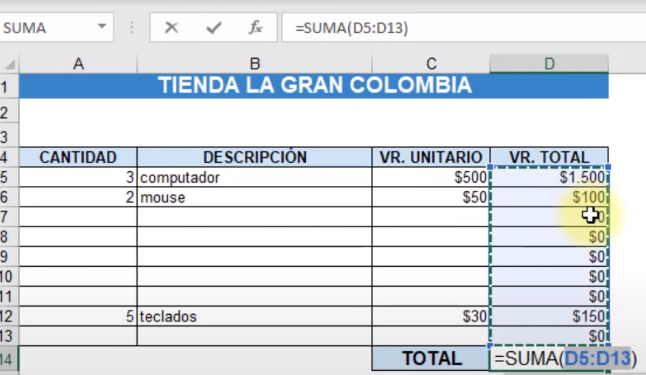 SUMA fx =SUMA(D5:D13)
A B C D
1 TIENDA LA GRAN COLOMBIA
2
3
4 CANTIDAD DESCRIPCIÓN VR. UNITARIO VR. TOTAL
5 3 computador $500 $1.500
6 2 mouse $50 $100
7
8 $0
9 $0
10 $0
11 $0
12 5 teclados $30 $150
13 $0
14 TOTAL =SUMA(D5:D13)